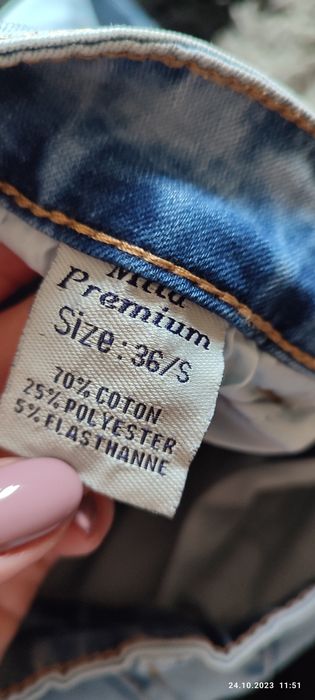 Premium
Size: 36/S
70% COTON
25% POLYESTER
5% ELASTHANNE
24.10.2023 11:51